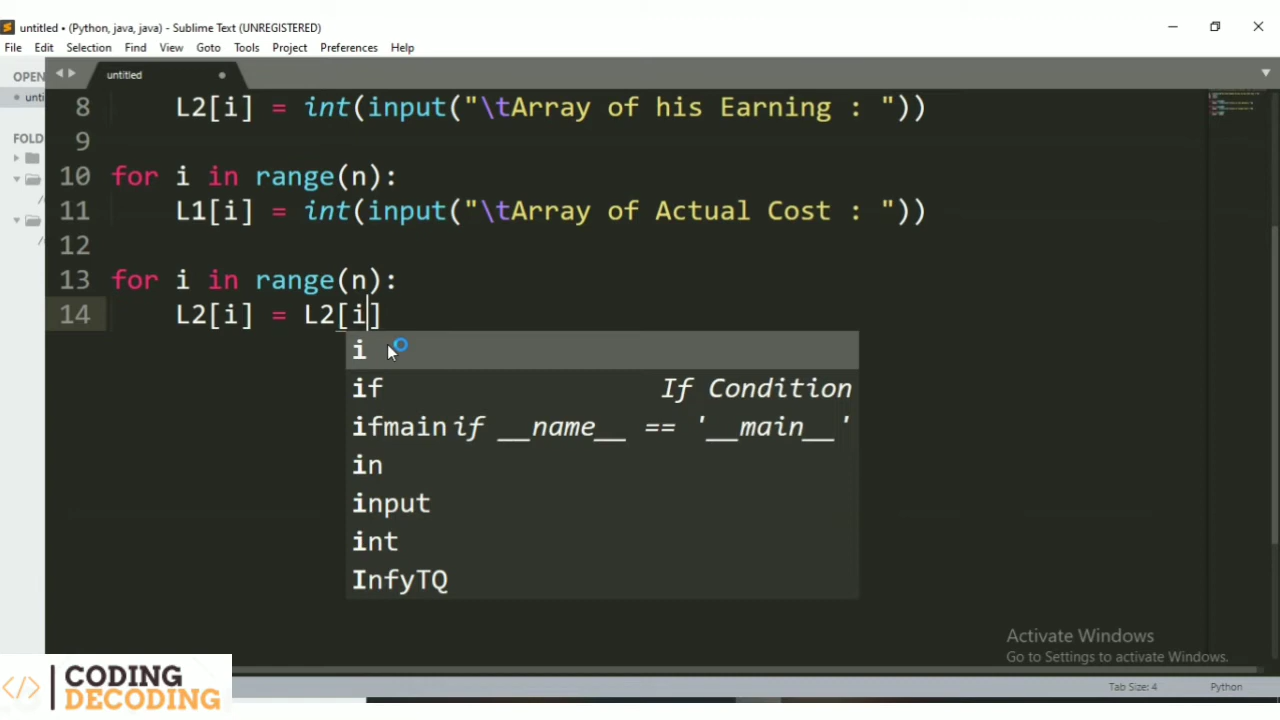 untitled • (Python, java, java) - Sublime Text (UNREGISTERED)
File Edit Selection Find View Goto Tools Project Preferences Help
OPEN
untitled
unti
FOLD
8 L2[i] = int(input("\tArray of his Earning : "))
9
10 for i in range(n):
11 L1[i] = int(input("\tArray of Actual Cost : "))
12
13 for i in range(n):
14 L2[i] = L2[i]
i
if If Condition
ifmain if __name__ == '__main__'
in
input
int
InfyTQ
Activate Windows
Go to Settings to activate Windows.
</> CODING
DECODING
Tab Size: 4 Python